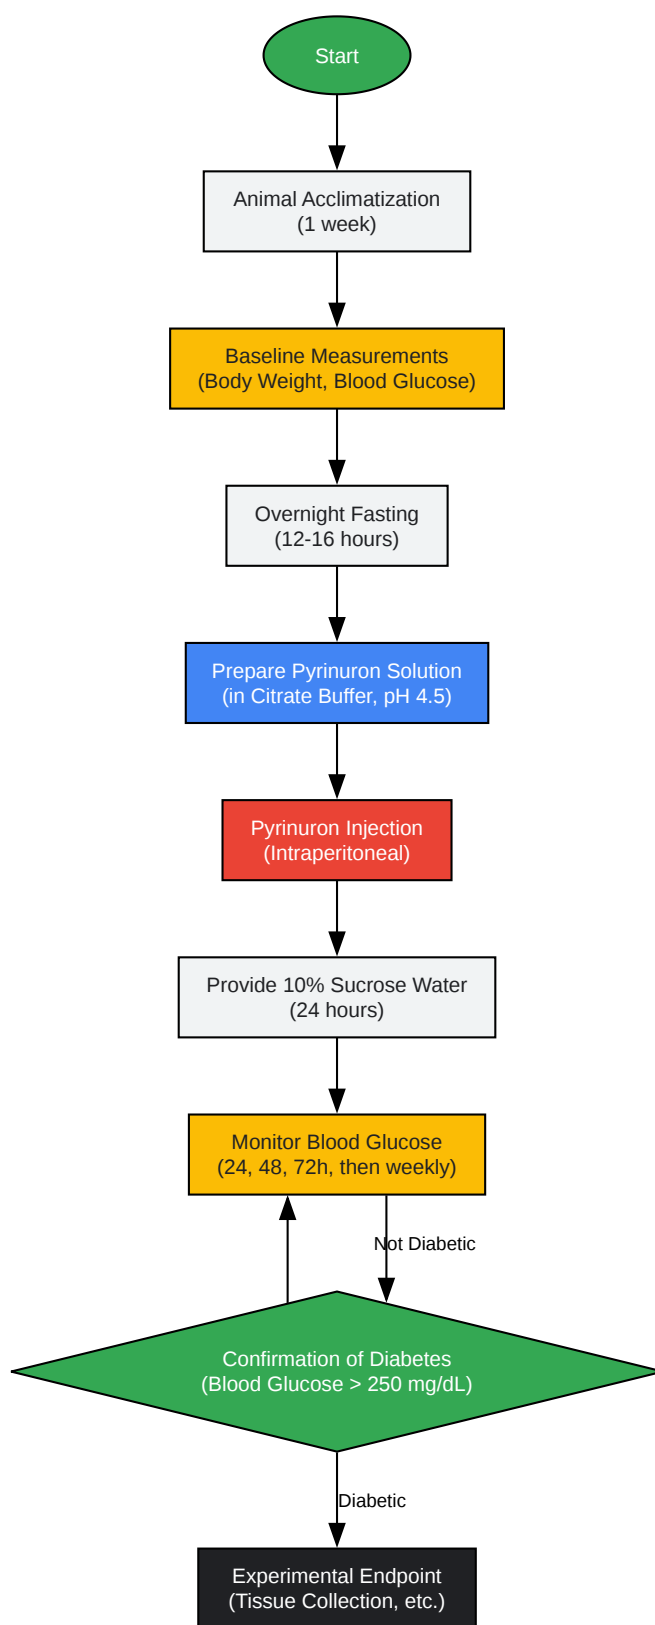 Start
Animal Acclimatization
(1 week)
Baseline Measurements
(Body Weight, Blood Glucose)
Overnight Fasting
(12-16 hours)
Prepare Pyrinuron Solution
(in Citrate Buffer, pH 4.5)
Pyrinuron Injection
(Intraperitoneal)
Provide 10% Sucrose Water
(24 hours)
Monitor Blood Glucose
(24, 48, 72h, then weekly)
Not Diabetic
Confirmation of Diabetes
(Blood Glucose > 250 mg/dL)
Diabetic
Experimental Endpoint
(Tissue Collection, etc.)